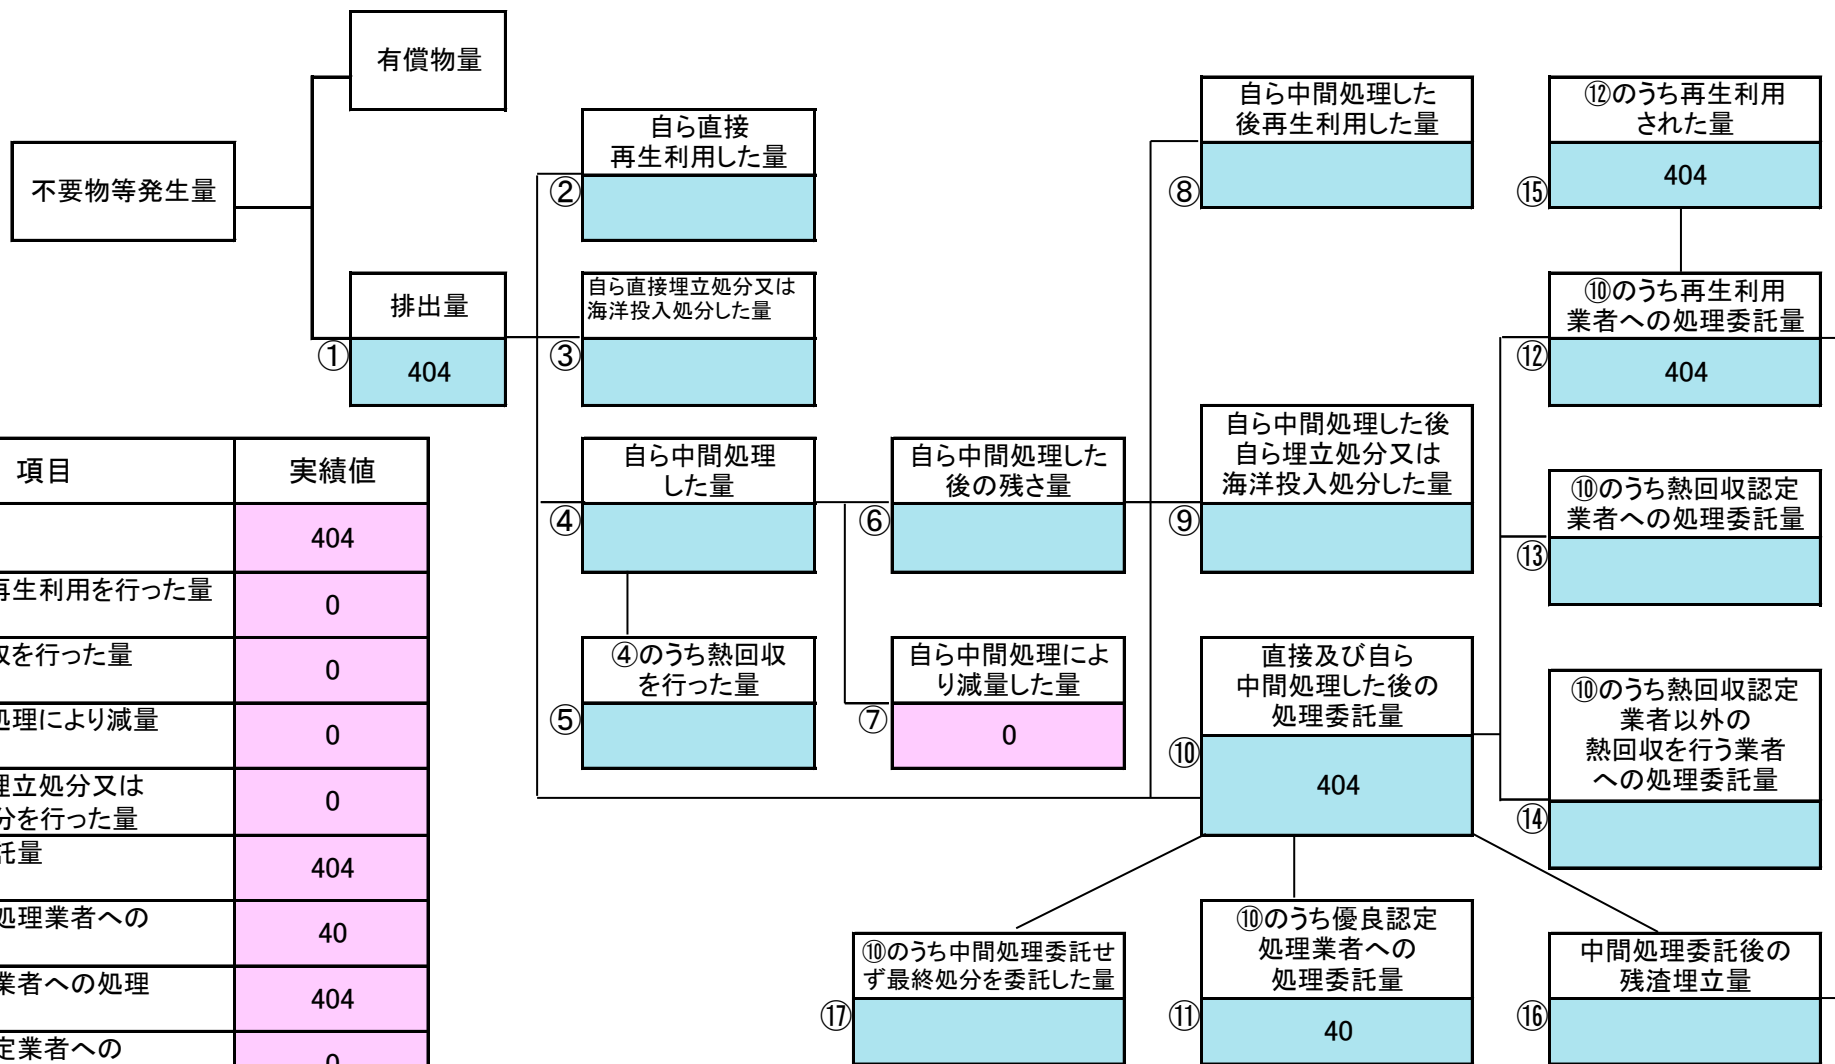 有償物量
不要物等発生量
排出量
①
404
自ら直接
再生利用した量
②
自ら直接埋立処分又は
海洋投入処分した量
③
自ら中間処理
した量
④
④のうち熱回収
を行った量
⑤
自ら中間処理した
後の残さ量
⑥
自ら中間処理によ
り減量した量
⑦
0
自ら中間処理した
後再生利用した量
⑧
自ら中間処理した後
自ら埋立処分又は
海洋投入処分した量
⑨
直接及び自ら
中間処理した後の
処理委託量
⑩
404
⑩のうち優良認定
処理業者への
処理委託量
⑪
40
⑫のうち再生利用
された量
⑮
404
⑩のうち再生利用
業者への処理委託量
⑫
404
⑩のうち熱回収認定
業者への処理委託量
⑬
⑩のうち熱回収認定
業者以外の
熱回収を行う業者
への処理委託量
⑭
中間処理委託後の
残渣埋立量
⑯
⑩のうち中間処理委託せ
ず最終処分を委託した量
⑰
項目
実績値
404
再生利用を行った量
0
を行った量
0
処理により減量
0
埋立処分又は
分を行った量
0
託量
404
処理業者への
40
業者への処理
404
定業者への
0